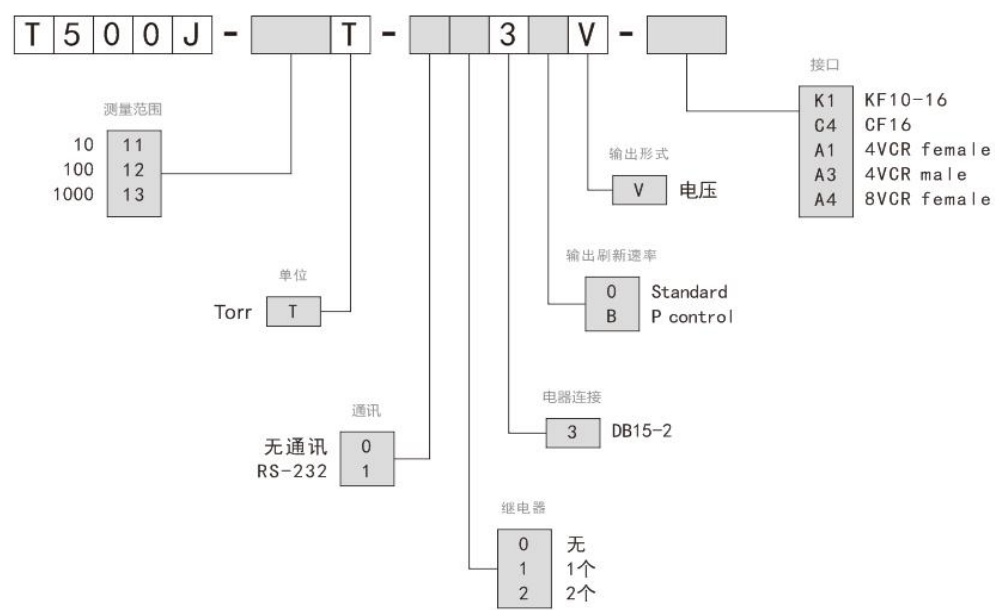 T500J-T-3V-
接口
K1 KF10-16
C4 CF16
A1 4VCR female
A3 4VCR male
A4 8VCR female
测量范围
10 11
100 12
1000 13
输出形式
V 电压
输出刷新速率
0 Standard
B P control
单位
Torr T
电器连接
3 DB15-2
通讯
无通讯 0
RS-232 1
继电器
0 无
1 1个
2 2个